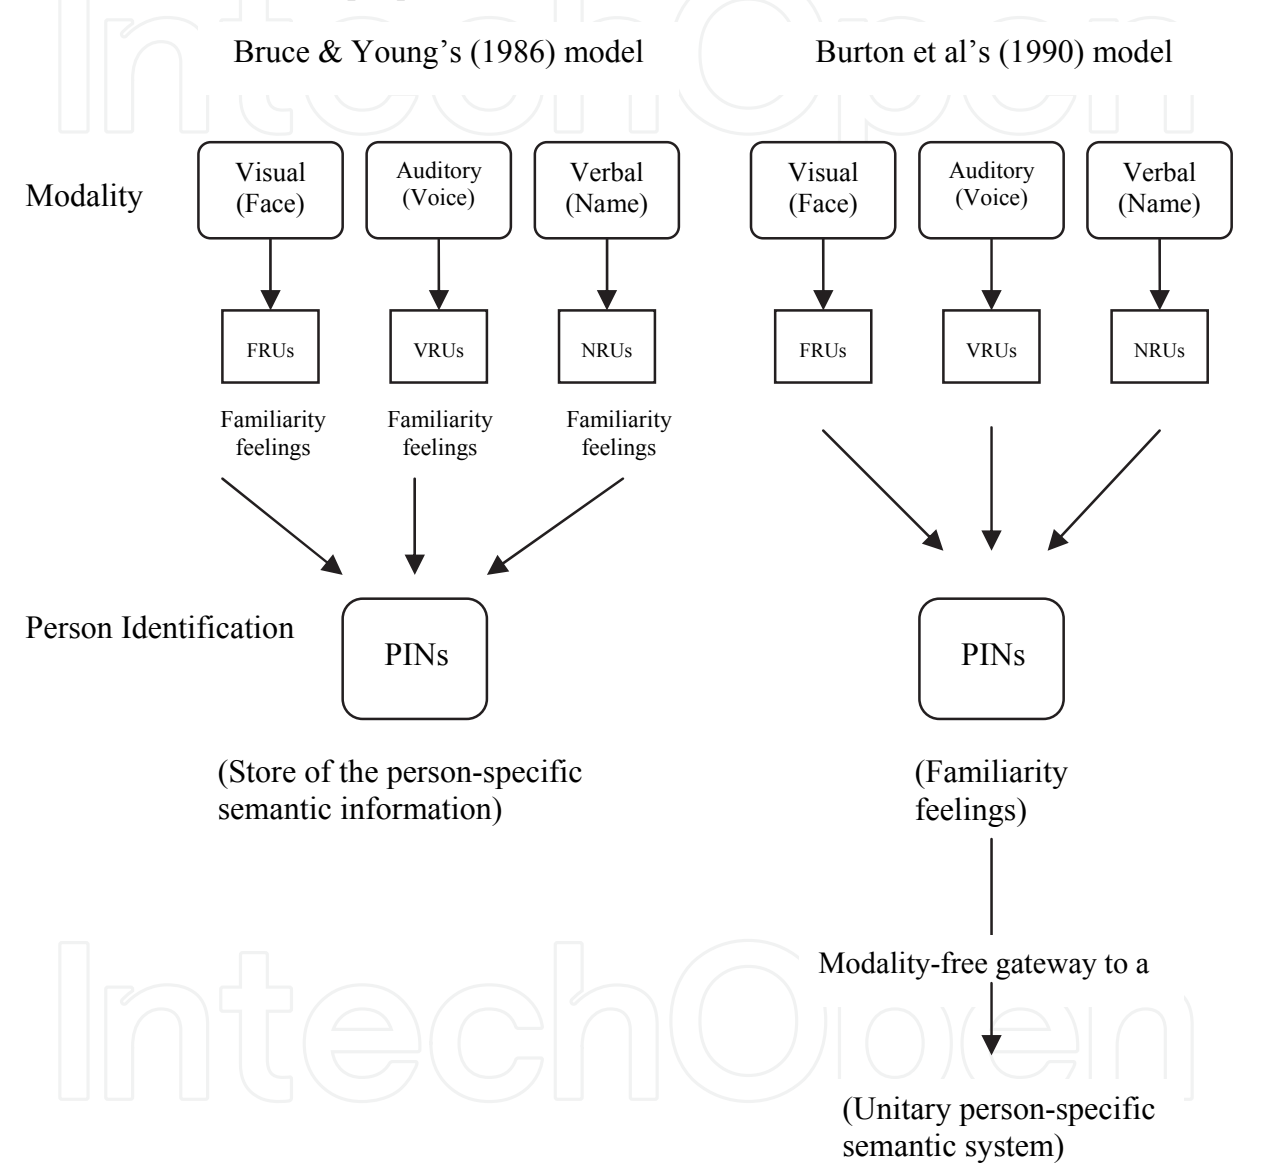 Bruce & Young's (1986) model
Burton et al's (1990) model
Modality
Visual
(Face)
Auditory
(Voice)
Verbal
(Name)
Visual
(Face)
Auditory
(Voice)
Verbal
(Name)
FRUs
VRUs
NRUs
FRUs
VRUs
NRUs
Familiarity
feelings
Familiarity
feelings
Familiarity
feelings
Person Identification
PINs
PINs
(Store of the person-specific
semantic information)
(Familiarity
feelings)
Modality-free gateway to a
(Unitary person-specific
semantic system)
IntechOpen
IntechOpen